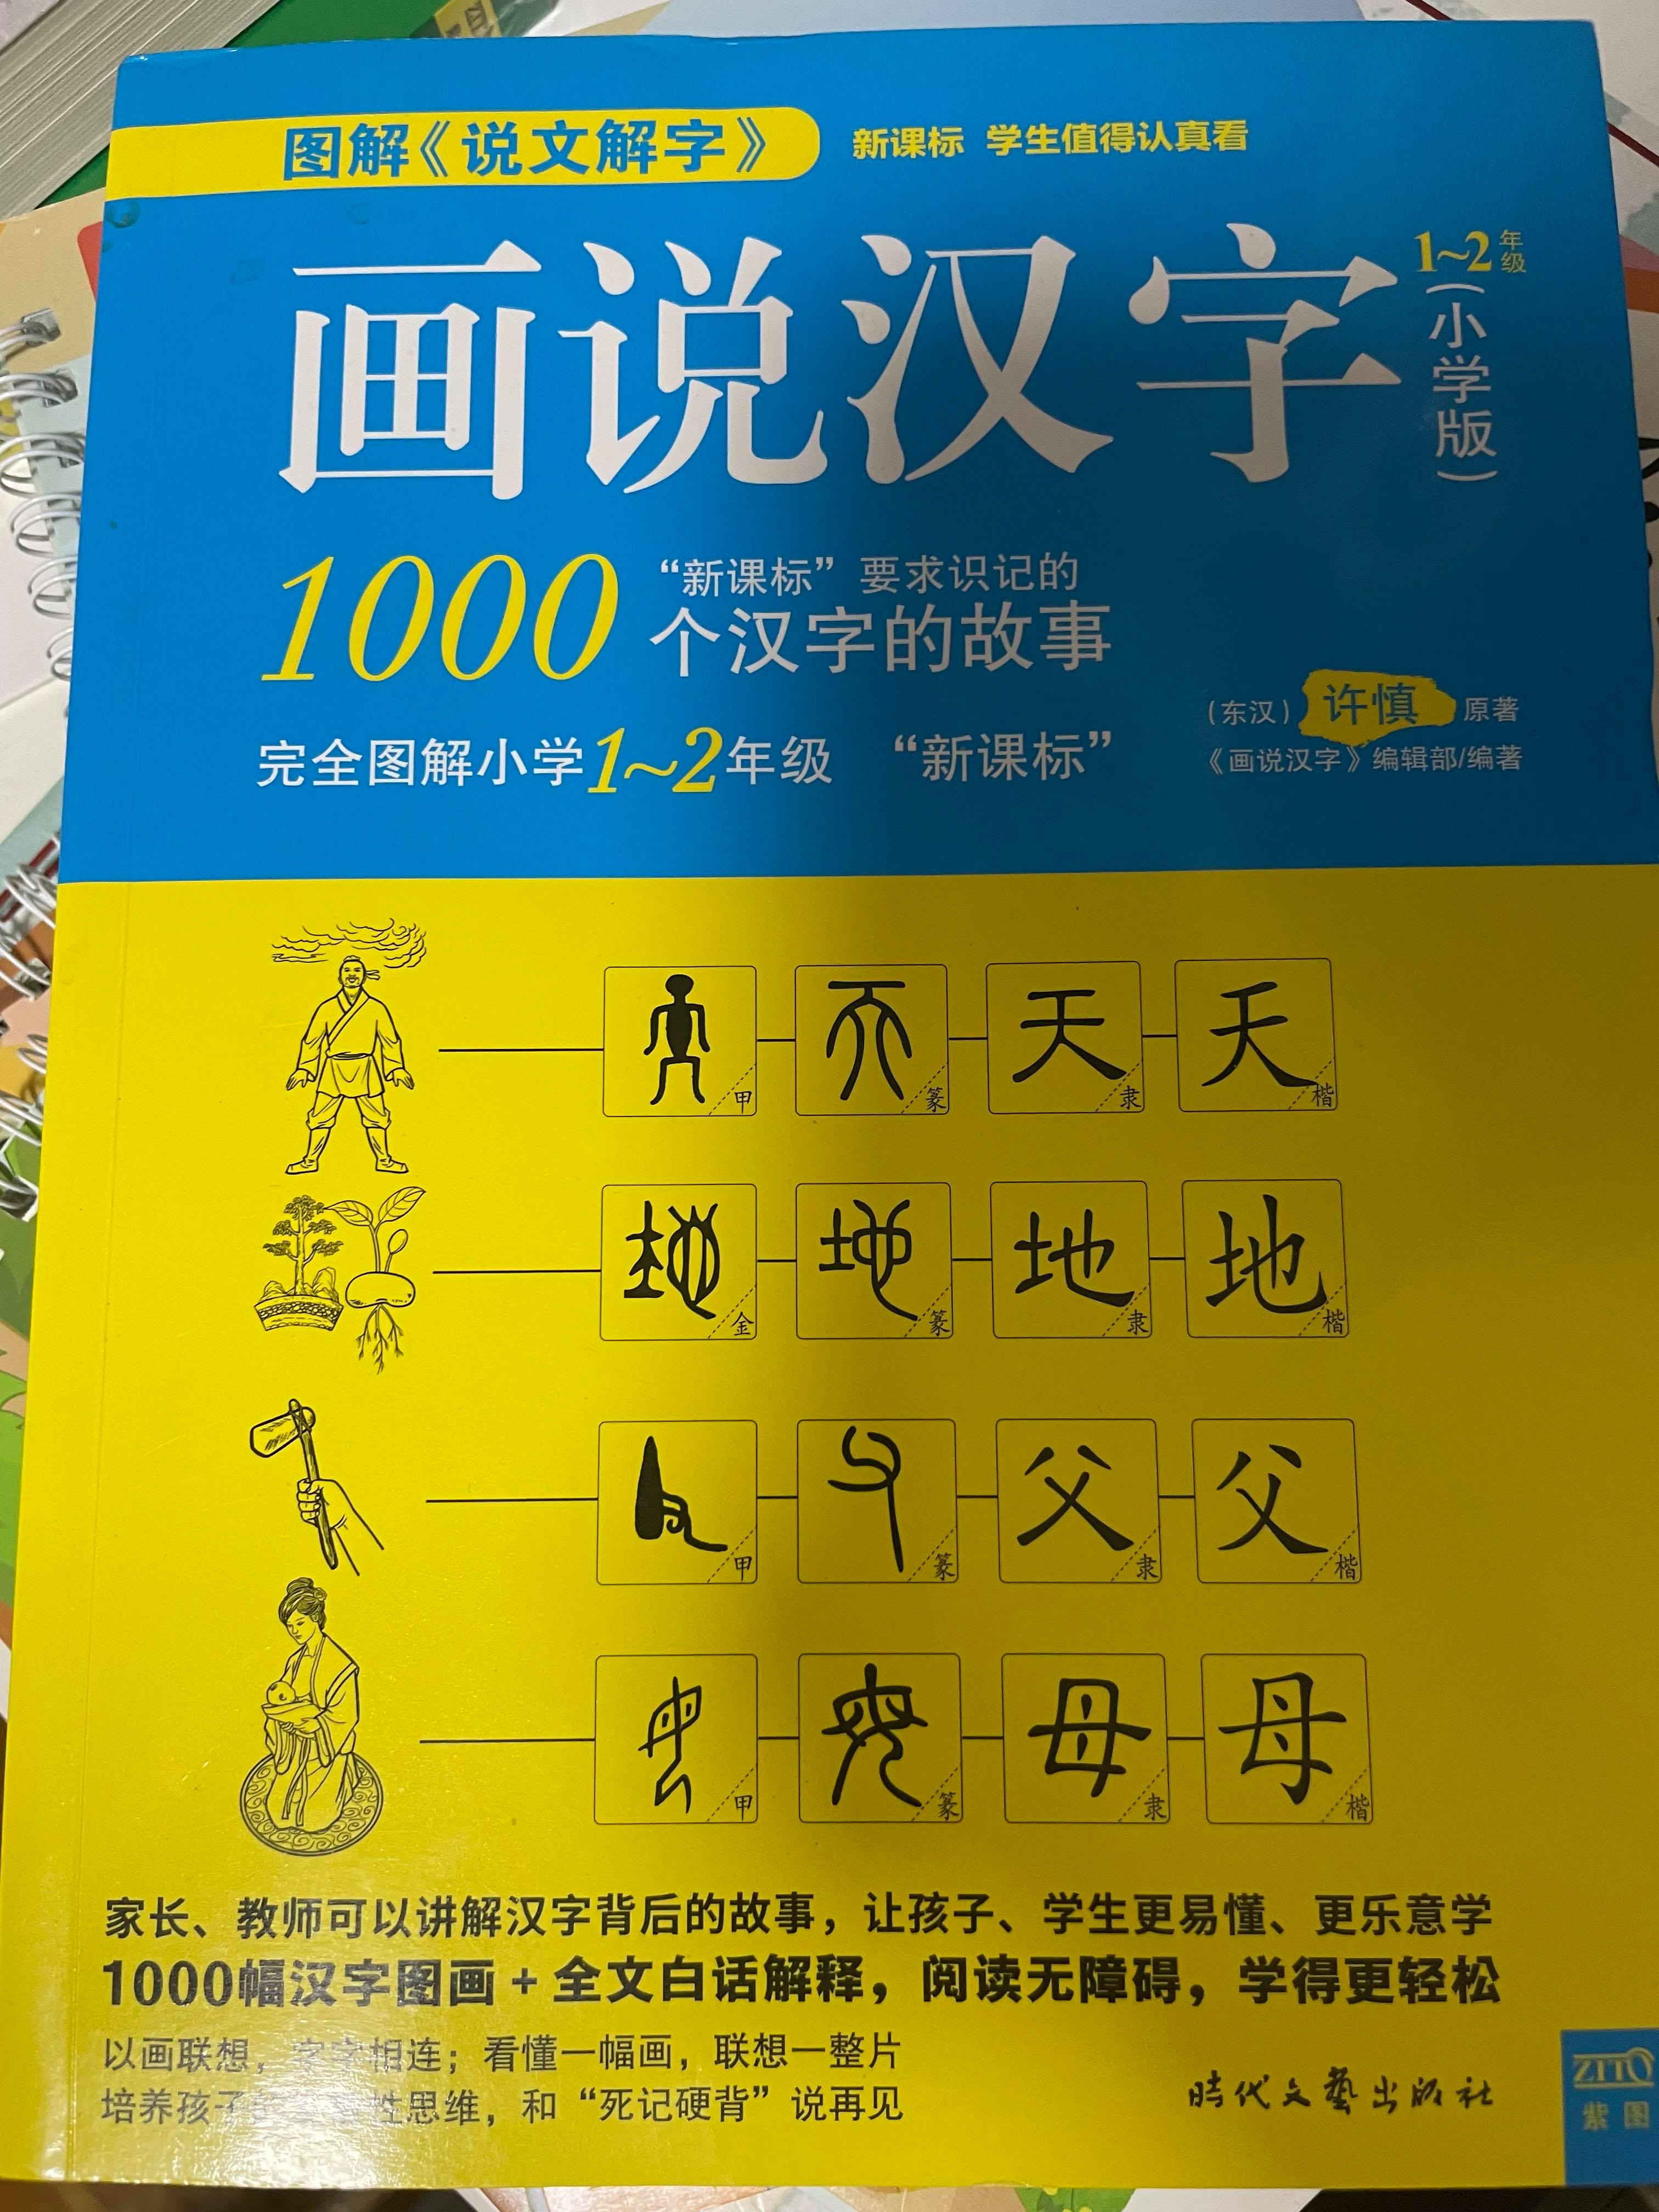 图解《说文解字》 新课标 学生值得认真看
画说汉字
1~2年级
(小学版)
1000
“新课标”要求识记的
个汉字的故事
(东汉)许慎 原著
《画说汉字》编辑部/编著
完全图解小学1~2年级 “新课标”
天 天
甲 篆 隶 楷
地 地 地 地
金 篆 隶 楷
父 父
甲 篆 隶 楷
母 母
甲 篆 隶 楷
家长、教师可以讲解汉字背后的故事，让孩子、学生更易懂、更乐意学
1000幅汉字图画+全文白话解释，阅读无障碍，学得更轻松
以画联想，字字相连；看懂一幅画，联想一整片
培养孩子 性思维，和“死记硬背”说再见
时代文艺出版社
ZITO
紫图